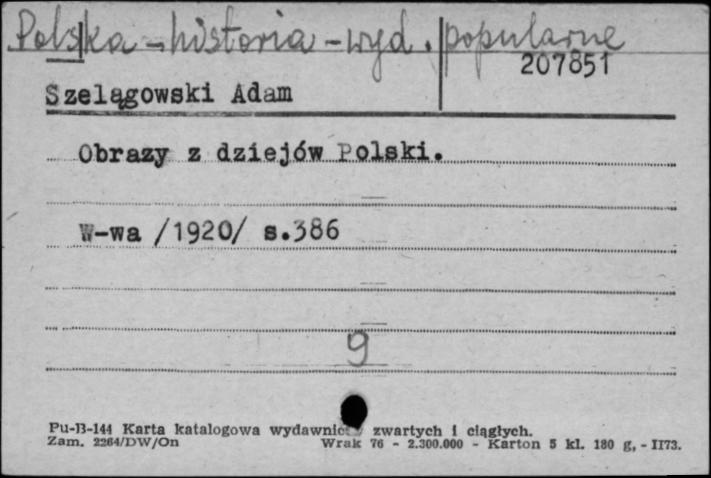 Polska - historia - wyd. popularne
207851
Szelągowski Adam
Obrazy z dziejów Polski.
W-wa /1920/ s.386
9
Pu-B-144 Karta katalogowa wydawnic zwartych i ciągłych.
Zam. 2264/DW/On Wrak 76 - 2.300.000 - Karton 5 kl. 180 g, - II73.